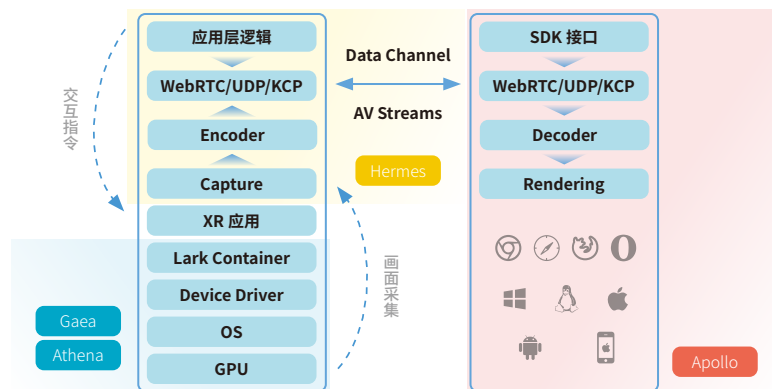 应用层逻辑
WebRTC/UDP/KCP
Encoder
Capture
XR 应用
Lark Container
Device Driver
OS
GPU
交互指令
画面采集
Gaea
Athena
Data Channel
AV Streams
Hermes
SDK 接口
WebRTC/UDP/KCP
Decoder
Rendering
Apollo